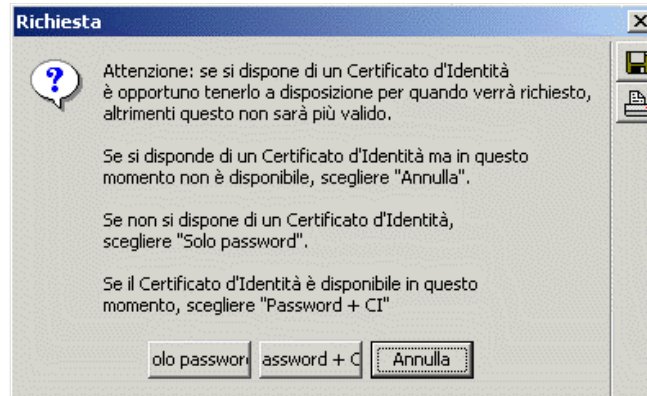 Richiesta
Attenzione: se si dispone di un Certificato d'Identità
è opportuno tenerlo a disposizione per quando verrà richiesto,
altrimenti questo non sarà più valido.
Se si disponde di un Certificato d'Identità ma in questo
momento non è disponibile, scegliere "Annulla".
Se non si dispone di un Certificato d'Identità,
scegliere "Solo password".
Se il Certificato d'Identità è disponibile in questo
momento, scegliere "Password + CI"
olo passwor assword + C Annulla